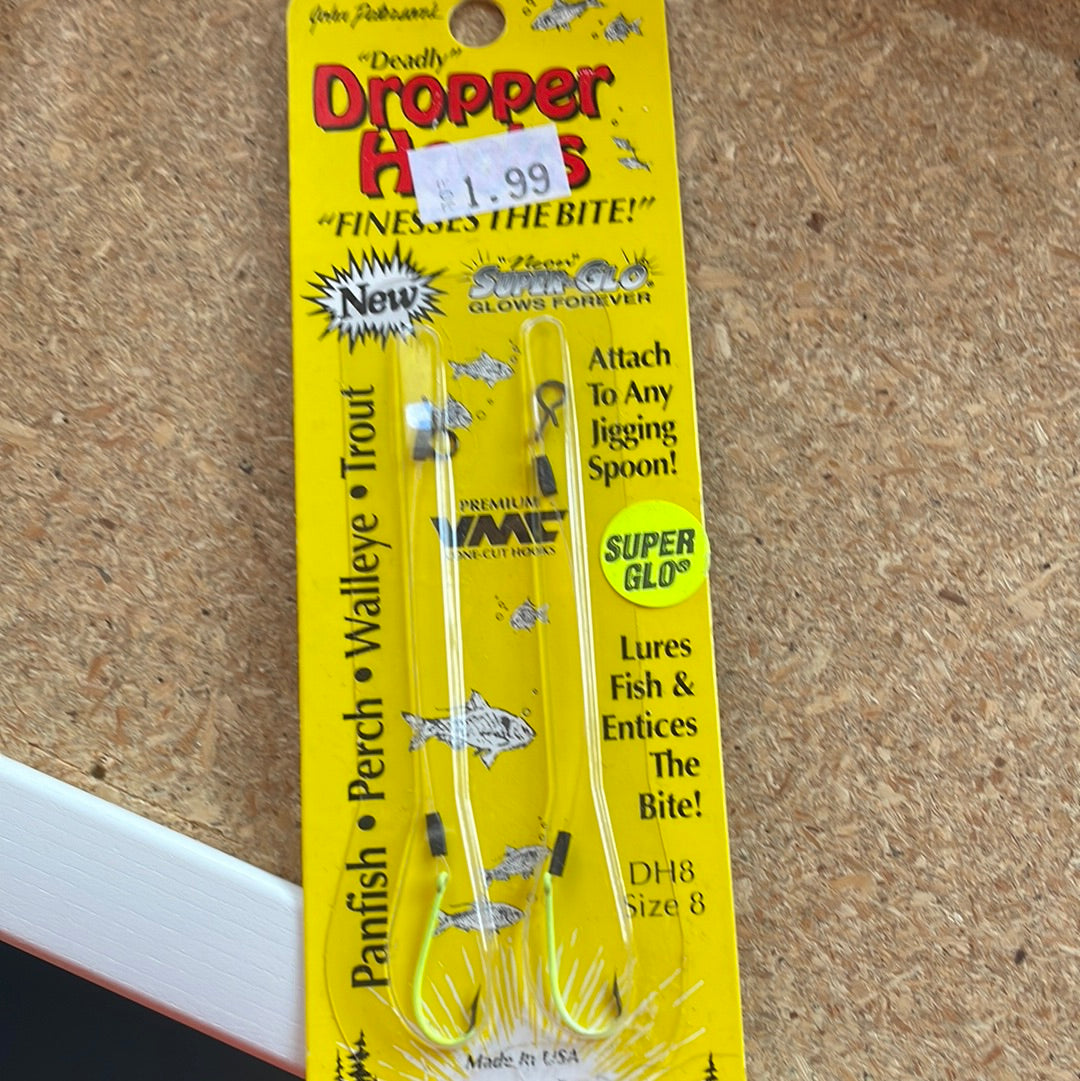 "Deadly"
Dropper
1.99
"FINESSES THE BITE!"
New
"Neon"
SUPER-GLO®
GLOWS FOREVER
Attach
To Any
Jigging
Spoon!
PREMIUM
VMC
CONE-CUT HOOKS
SUPER
GLO®
Panfish • Perch • Walleye • Trout
Lures
Fish &
Entices
The
Bite!
DH8
Size 8
Made In USA